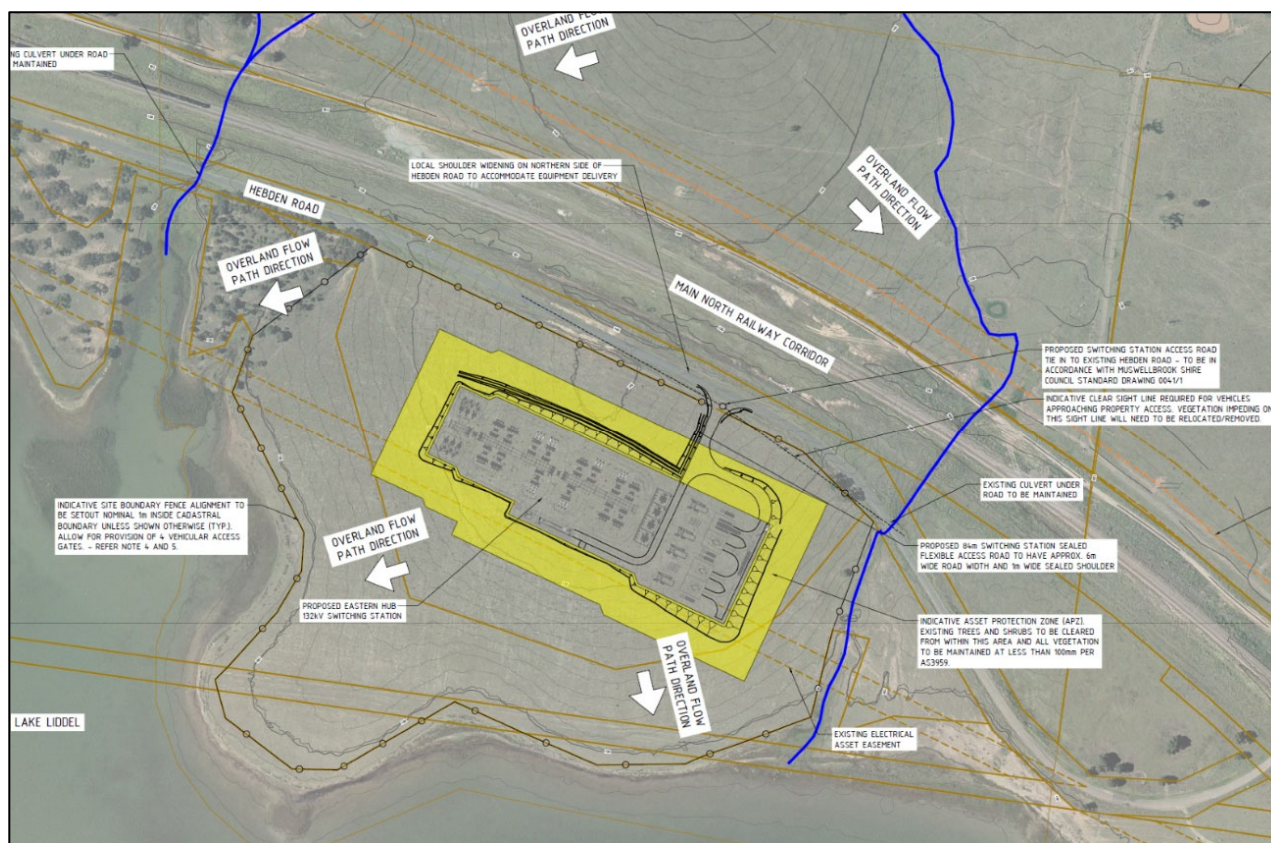 OVERLAND FLOW
PATH DIRECTION
NG CULVERT UNDER ROAD
MAINTAINED
LOCAL SHOULDER WIDENING ON NORTHERN SIDE OF
HEBDEN ROAD TO ACCOMMODATE EQUIPMENT DELIVERY
HEBDEN ROAD
OVERLAND FLOW
PATH DIRECTION
OVERLAND FLOW
PATH DIRECTION
MAIN NORTH RAILWAY CORRIDOR
PROPOSED SWITCHING STATION ACCESS ROAD
TIE IN TO EXISTING HEBDEN ROAD - TO BE IN
ACCORDANCE WITH MUSWELLBROOK SHIRE
COUNCIL STANDARD DRAWING 0041/1
INDICATIVE CLEAR SIGHT LINE REQUIRED FOR VEHICLES
APPROACHING PROPERTY ACCESS. VEGETATION IMPEDING ON
THIS SIGHT LINE WILL NEED TO BE RELOCATED/REMOVED.
EXISTING CULVERT UNDER
ROAD TO BE MAINTAINED
INDICATIVE SITE BOUNDARY FENCE ALIGNMENT TO
BE SETOUT NOMINAL 1m INSIDE CADASTRAL
BOUNDARY UNLESS SHOWN OTHERWISE (TYP.).
ALLOW FOR PROVISION OF 4 VEHICULAR ACCESS
GATES. - REFER NOTE 4 AND 5.
OVERLAND FLOW
PATH DIRECTION
PROPOSED 84m SWITCHING STATION SEALED
FLEXIBLE ACCESS ROAD TO HAVE APPROX. 6m
WIDE ROAD WIDTH AND 1m WIDE SEALED SHOULDER
PROPOSED EASTERN HUB
132kV SWITCHING STATION
INDICATIVE ASSET PROTECTION ZONE (APZ).
EXISTING TREES AND SHRUBS TO BE CLEARED
FROM WITHIN THIS AREA AND ALL VEGETATION
TO BE MAINTAINED AT LESS THAN 100mm PER
AS3959.
OVERLAND FLOW
PATH DIRECTION
LAKE LIDDEL
EXISTING ELECTRICAL
ASSET EASEMENT